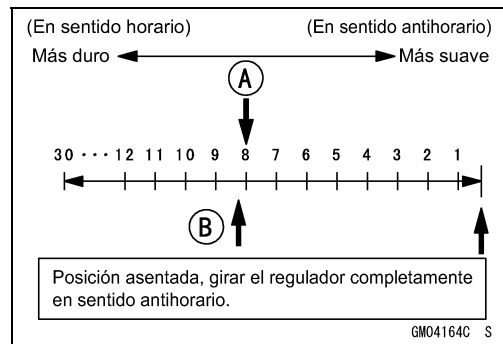 (En sentido horario) (En sentido antihorario)
Más duro Más suave
A
30 ··· 12 11 10 9 8 7 6 5 4 3 2 1
B
Posición asentada, girar el regulador completamente
en sentido antihorario.
GM04164C S